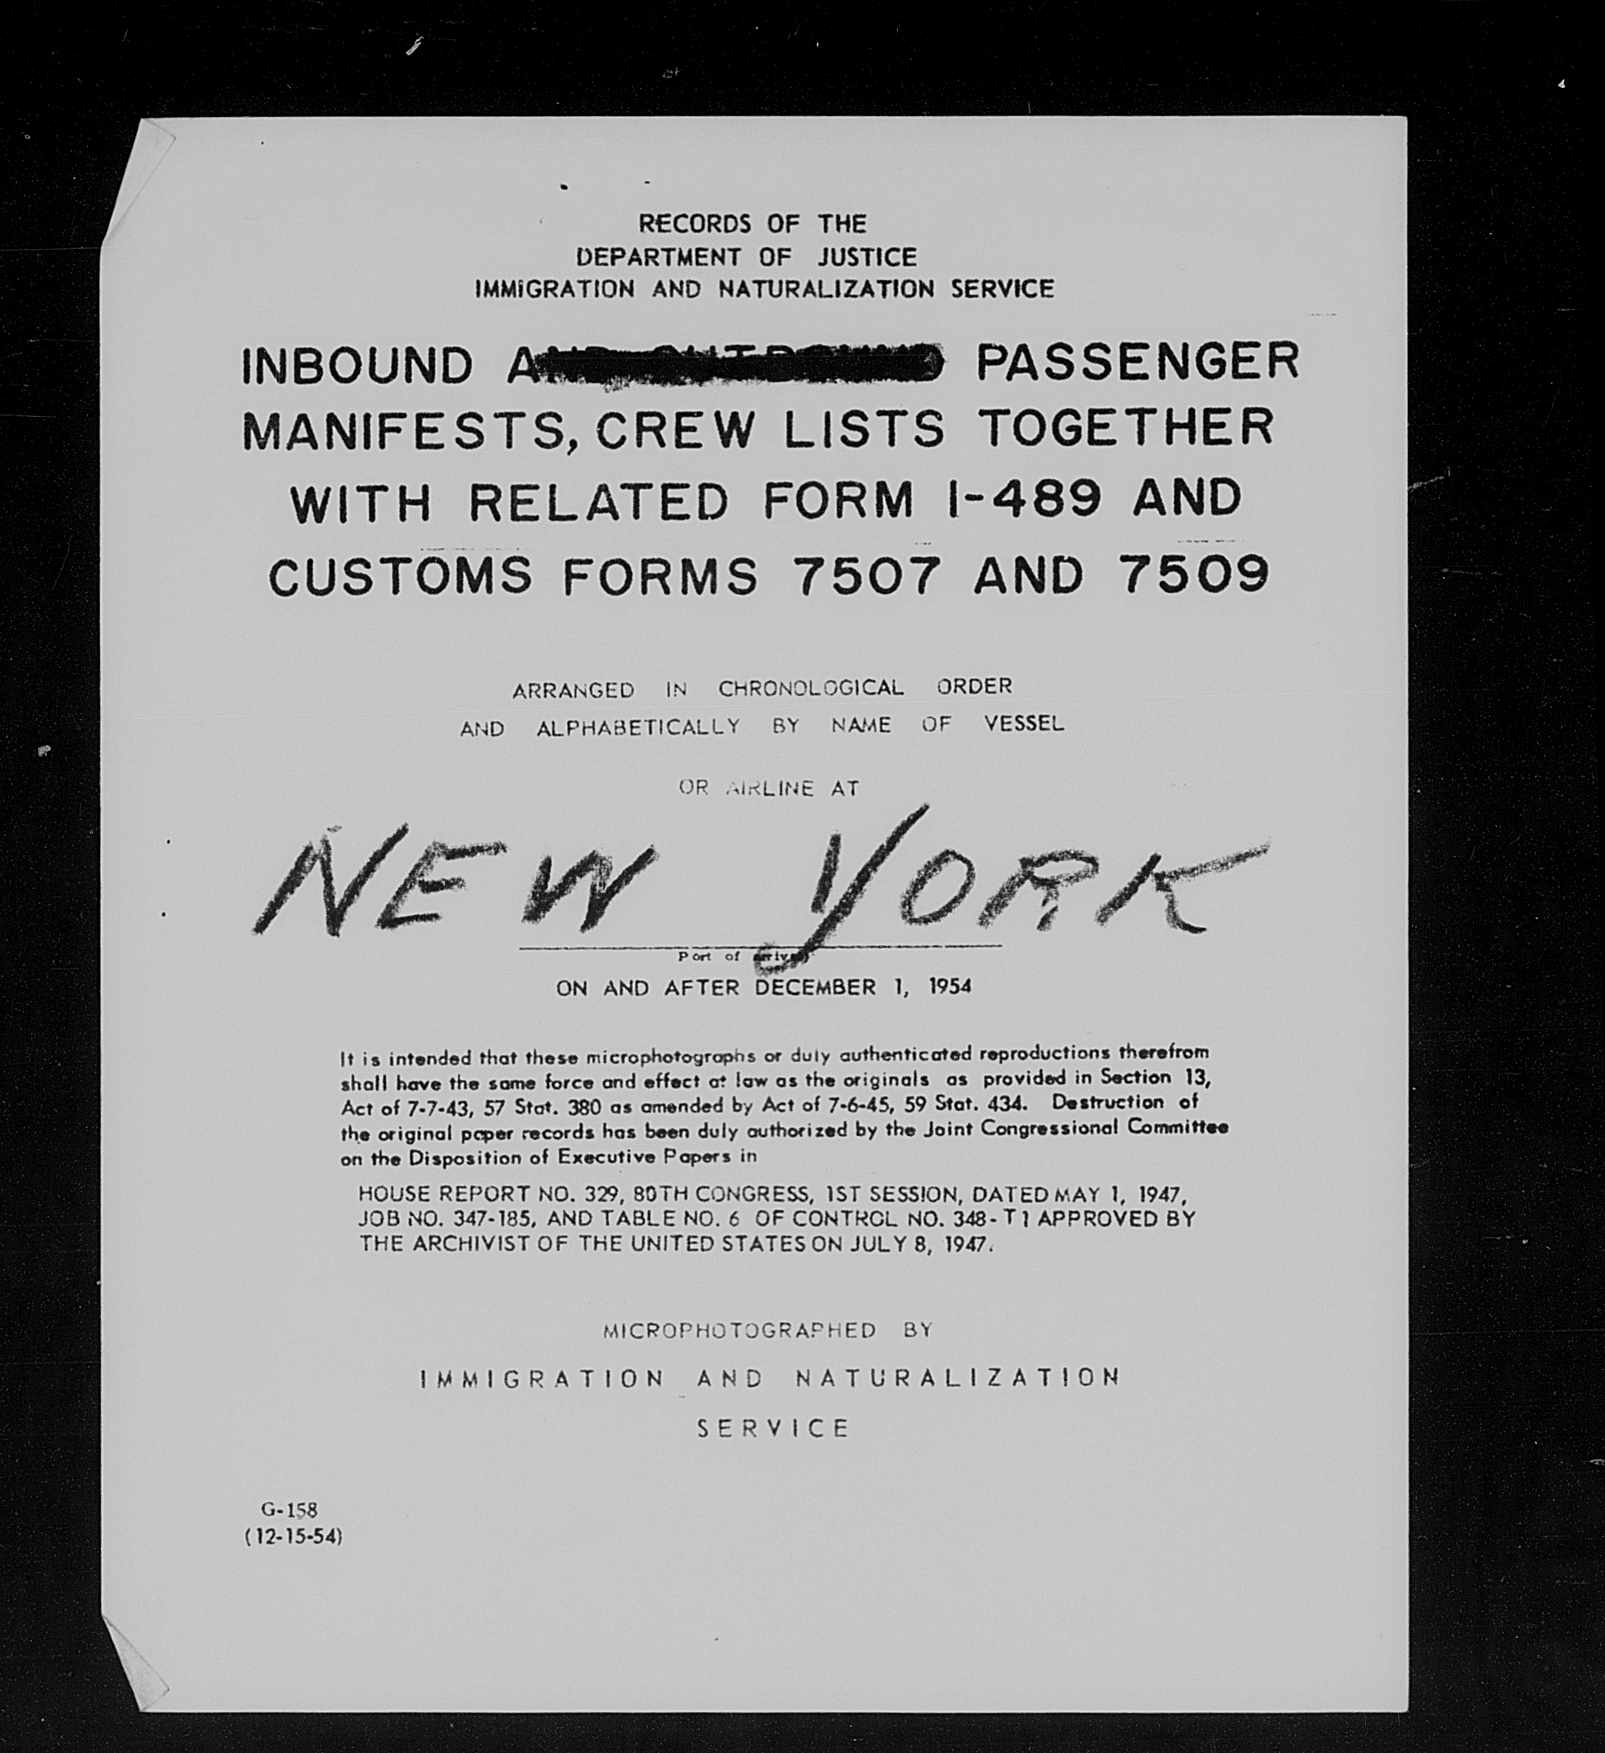 RECORDS OF THE
DEPARTMENT OF JUSTICE
IMMIGRATION AND NATURALIZATION SERVICE
INBOUND AND OUTBOUND PASSENGER
MANIFESTS, CREW LISTS TOGETHER
WITH RELATED FORM I-489 AND
CUSTOMS FORMS 7507 AND 7509
ARRANGED IN CHRONOLOGICAL ORDER
AND ALPHABETICALLY BY NAME OF VESSEL
OR AIRLINE AT
NEW YORK
Port of arrival
ON AND AFTER DECEMBER 1, 1954
It is intended that these microphotographs or duly authenticated reproductions therefrom
shall have the same force and effect at law as the originals as provided in Section 13,
Act of 7-7-43, 57 Stat. 380 as amended by Act of 7-6-45, 59 Stat. 434. Destruction of
the original paper records has been duly authorized by the Joint Congressional Committee
on the Disposition of Executive Papers in
HOUSE REPORT NO. 329, 80TH CONGRESS, 1ST SESSION, DATED MAY 1, 1947,
JOB NO. 347-185, AND TABLE NO. 6 OF CONTROL NO. 348-T1 APPROVED BY
THE ARCHIVIST OF THE UNITED STATES ON JULY 8, 1947.
MICROPHOTOGRAPHED BY
IMMIGRATION AND NATURALIZATION
SERVICE
G-158
(12-15-54)